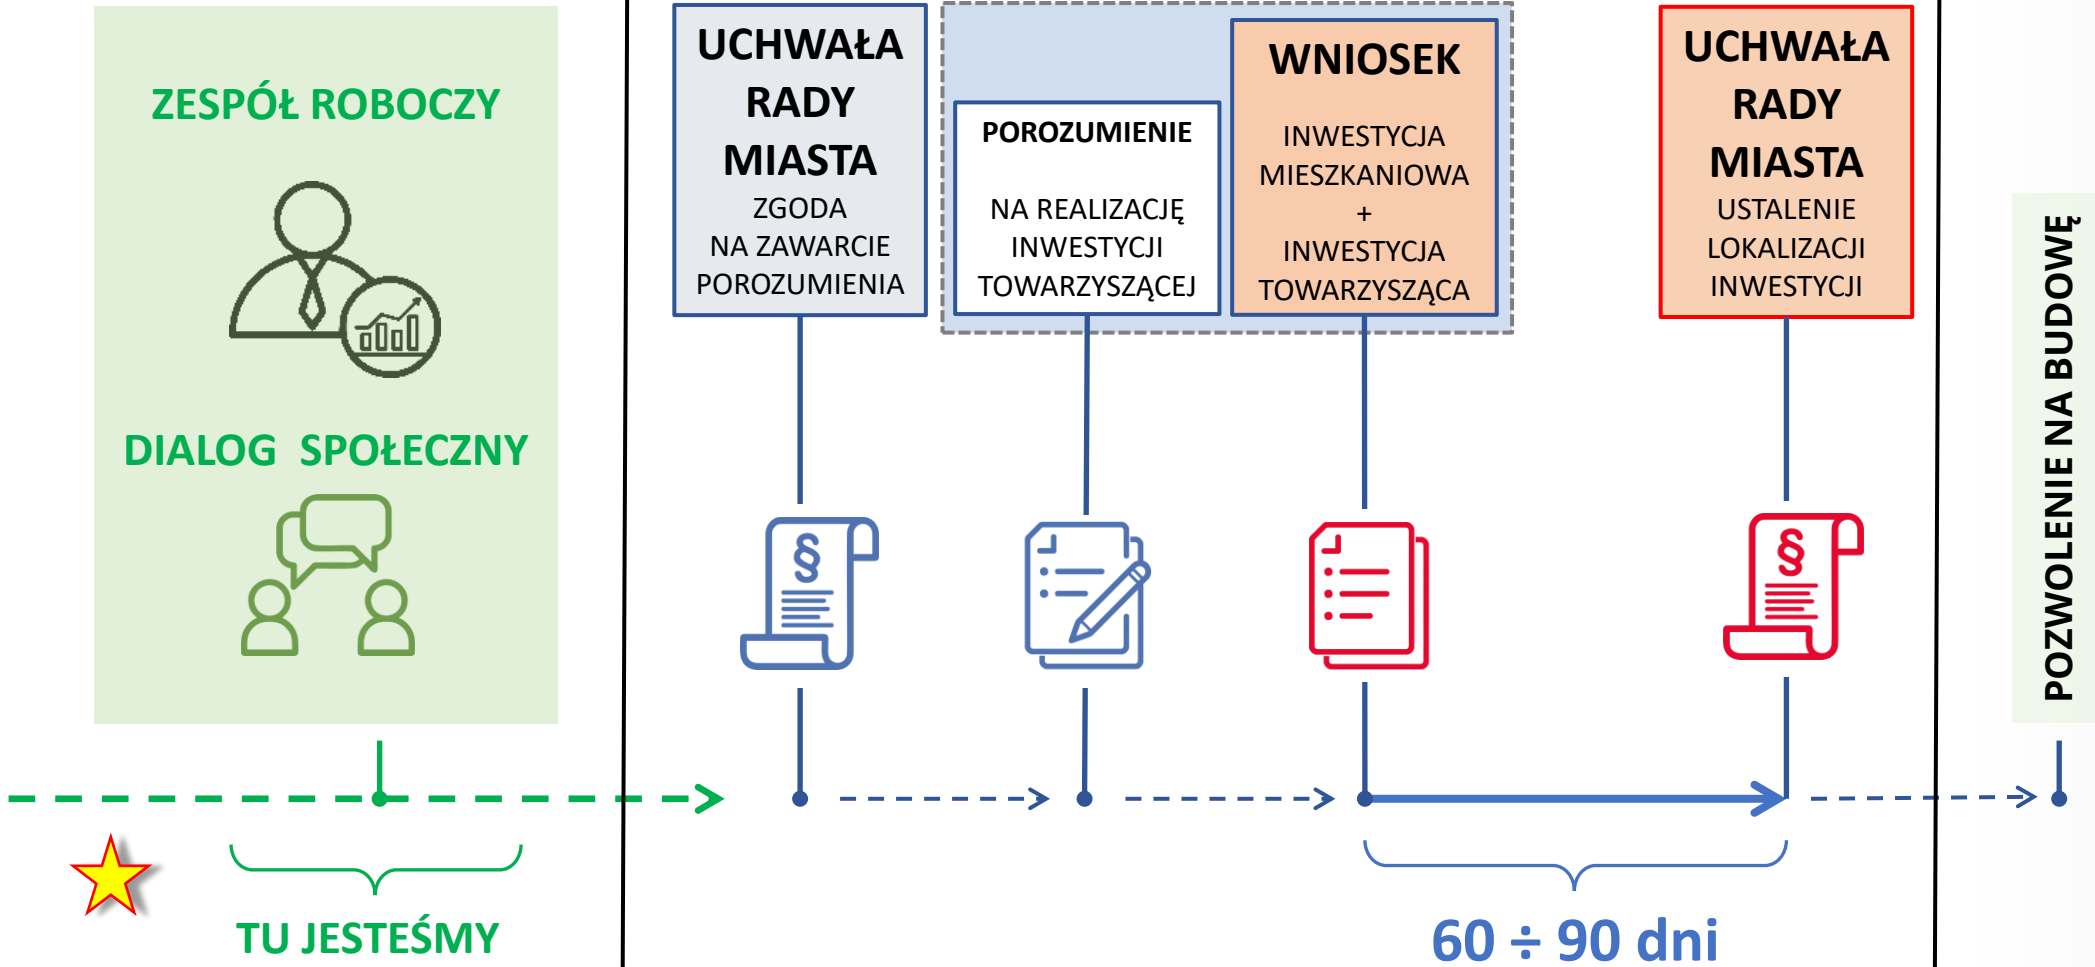 ZESPÓŁ ROBOCZY
DIALOG SPOŁECZNY
TU JESTEŚMY
UCHWAŁA
RADY
MIASTA
ZGODA
NA ZAWARCIE
POROZUMIENIA
§
POROZUMIENIE
NA REALIZACJĘ
INWESTYCJI
TOWARZYSZĄCEJ
WNIOSEK
INWESTYCJA
MIESZKANIOWA
+
INWESTYCJA
TOWARZYSZĄCA
60 ÷ 90 dni
UCHWAŁA
RADY
MIASTA
USTALENIE
LOKALIZACJI
INWESTYCJI
§
POZWOLENIE NA BUDOWĘ